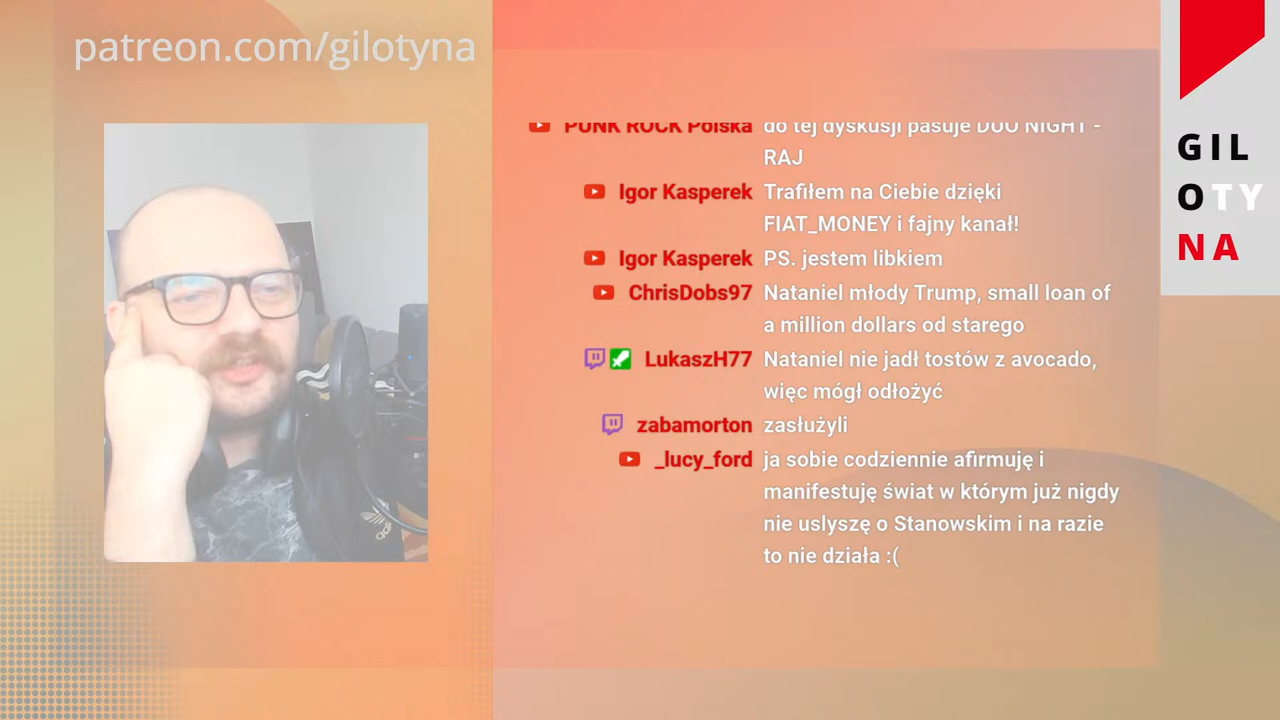 patreon.com/gilotyna
PUNK ROCK Polska do tej dyskusji pasuje DUO NIGHT -
RAJ
Igor Kasperek Trafiłem na Ciebie dzięki
FIAT_MONEY i fajny kanał!
Igor Kasperek PS. jestem libkiem
ChrisDobs97 Nataniel młody Trump, small loan of
a million dollars od starego
LukaszH77 Nataniel nie jadł tostów z avocado,
więc mógł odłożyć
zabamorton zasłużyli
_lucy_ford ja sobie codziennie afirmuję i
manifestuję świat w którym już nigdy
nie uslyszę o Stanowskim i na razie
to nie działa :(
GIL
OTY
NA